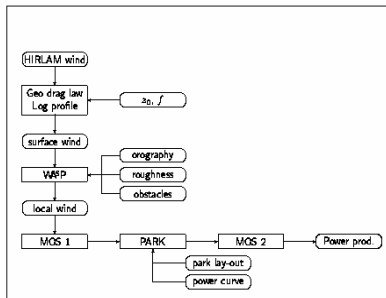 HIRLAM wind
Geo drag law
Log profile
z₀, f
surface wind
orography
WAsP
roughness
obstacles
local wind
MOS 1
PARK
MOS 2
Power prod.
park lay-out
power curve